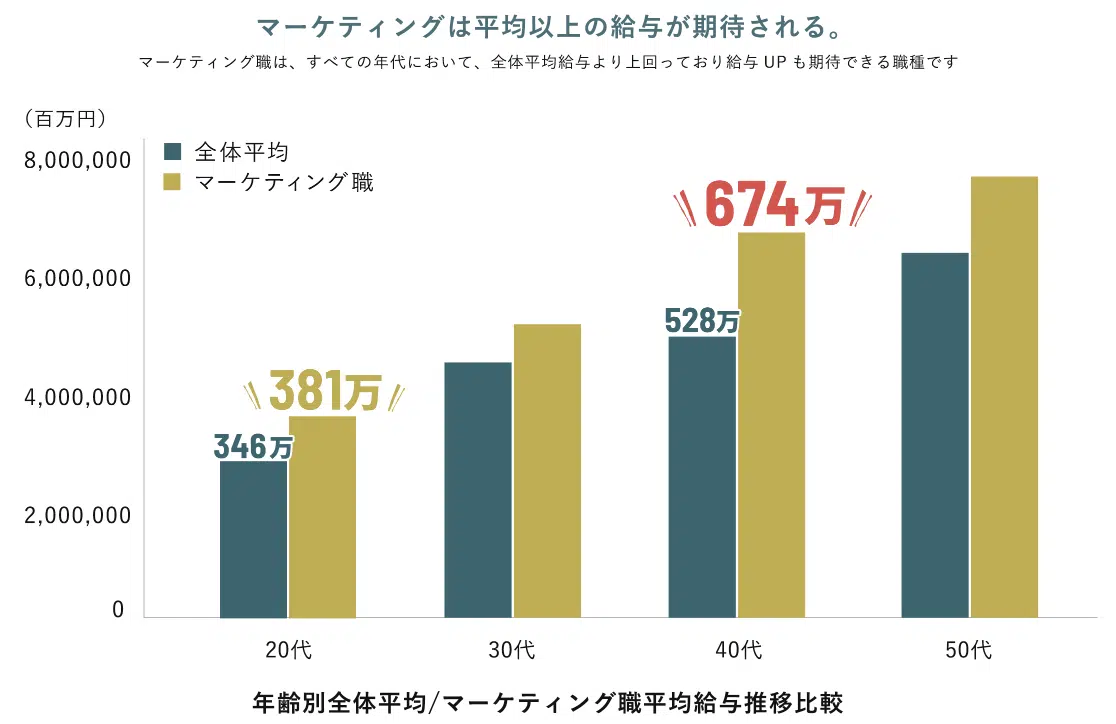 マーケティングは平均以上の給与が期待される。
マーケティング職は、すべての年代において、全体平均給与より上回っており給与 UP も期待できる職種です
（百万円）
8,000,000
全体平均
マーケティング職
674万
6,000,000
528万
4,000,000
381万
346万
2,000,000
0
20代 30代 40代 50代
年齢別全体平均/マーケティング職平均給与推移比較